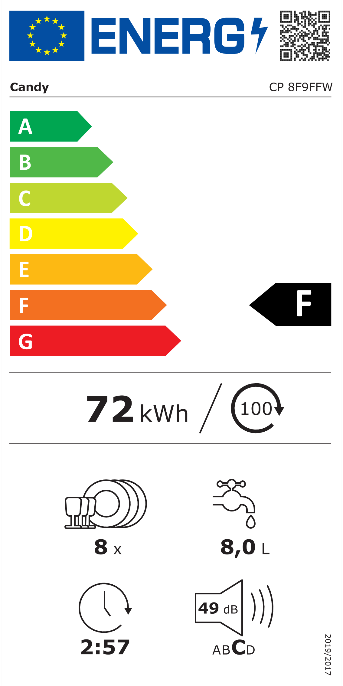 ENERG
Candy CP 8F9FFW
A
B
C
D
E
F F
G
72 kWh / 100
8 x 8,0 L
49 dB
2:57 ABCD
2019/2017